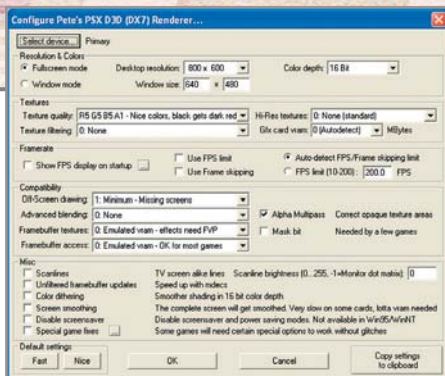 Configure Pete's PSX D3D (DX7) Renderer...
Select device... Primary
Resolution & Colors
Fullscreen mode Desktop resolution: 800 x 600 Color depth: 16 Bit
Window mode Window size: 640 x 480
Textures
Texture quality: R5 G5 B5 A1 - Nice colors, black gets dark red Hi-Res textures: 0: None (standard)
Texture filtering: 0: None Gfx card vram: 0 (Autodetect) MBytes
Framerate
Show FPS display on startup ... Use FPS limit Auto-detect FPS/Frame skipping limit
Use Frame skipping FPS limit (10-200): 200.0 FPS
Compatibility
Off-Screen drawing: 1: Minimum - Missing screens
Advanced blending: 0: None Alpha Multipass Correct opaque texture areas
Framebuffer textures: 0: Emulated vram - effects need FVP Mask bit Needed by a few games
Framebuffer access: 0: Emulated vram - OK for most games
Misc
Scanlines TV screen alike lines Scanline brightness (0...255, -1=Monitor dot matrix): 0
Unfiltered framebuffer updates Speed up with mdecs
Color dithering Smoother shading in 16 bit color depth
Screen smoothing The complete screen will get smoothed. Very slow on some cards, lotta vram needed
Disable screensaver Disable screensaver and power saving modes. Not available in Win95/WinNT
Special game fixes ... Some games will need certain special options to work without glitches
Default settings
Fast Nice OK Cancel Copy settings
to clipboard